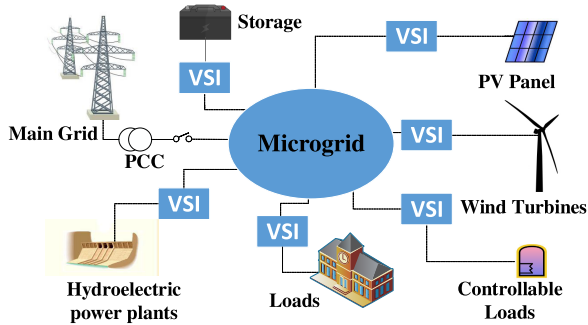 Storage
VSI
VSI
PV Panel
Main Grid
PCC
Microgrid
VSI
Wind Turbines
VSI
VSI
VSI
Hydroelectric
power plants
Loads
Controllable
Loads